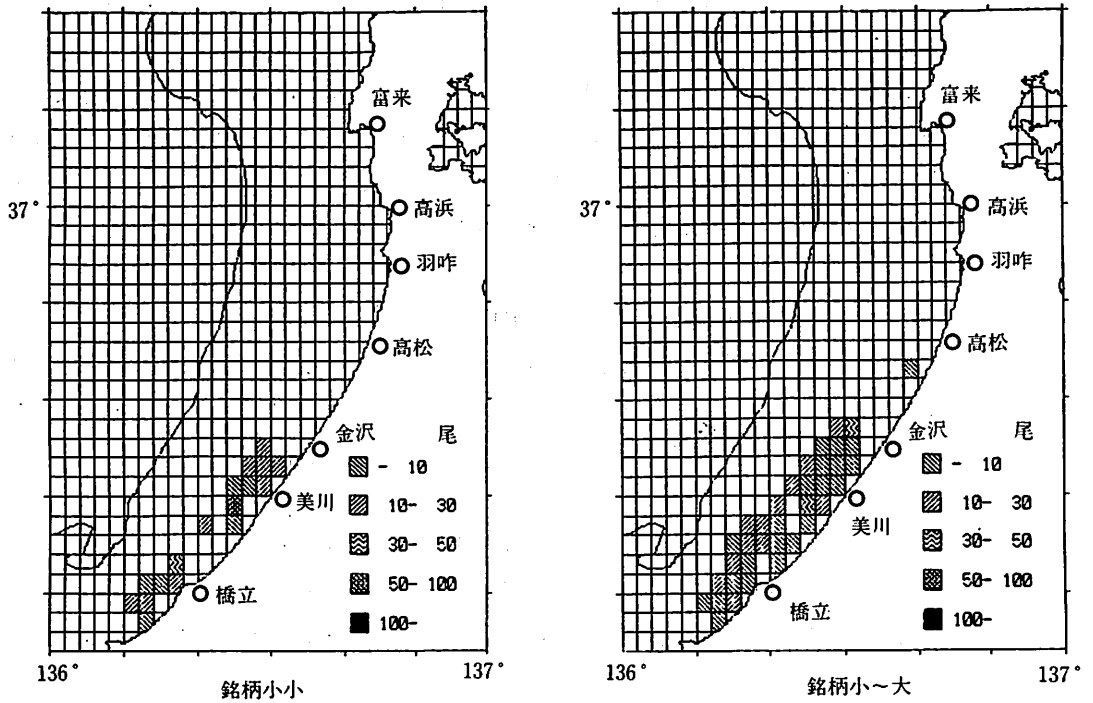 富来
37°
高浜
羽咋
高松
金沢
尾
- 10
美川
10- 30
30- 50
50- 100
橋立
100-
136°
137°
銘柄小小
富来
37°
高浜
羽咋
高松
金沢
尾
- 10
美川
10- 30
30- 50
50- 100
橋立
100-
136°
137°
銘柄小～大